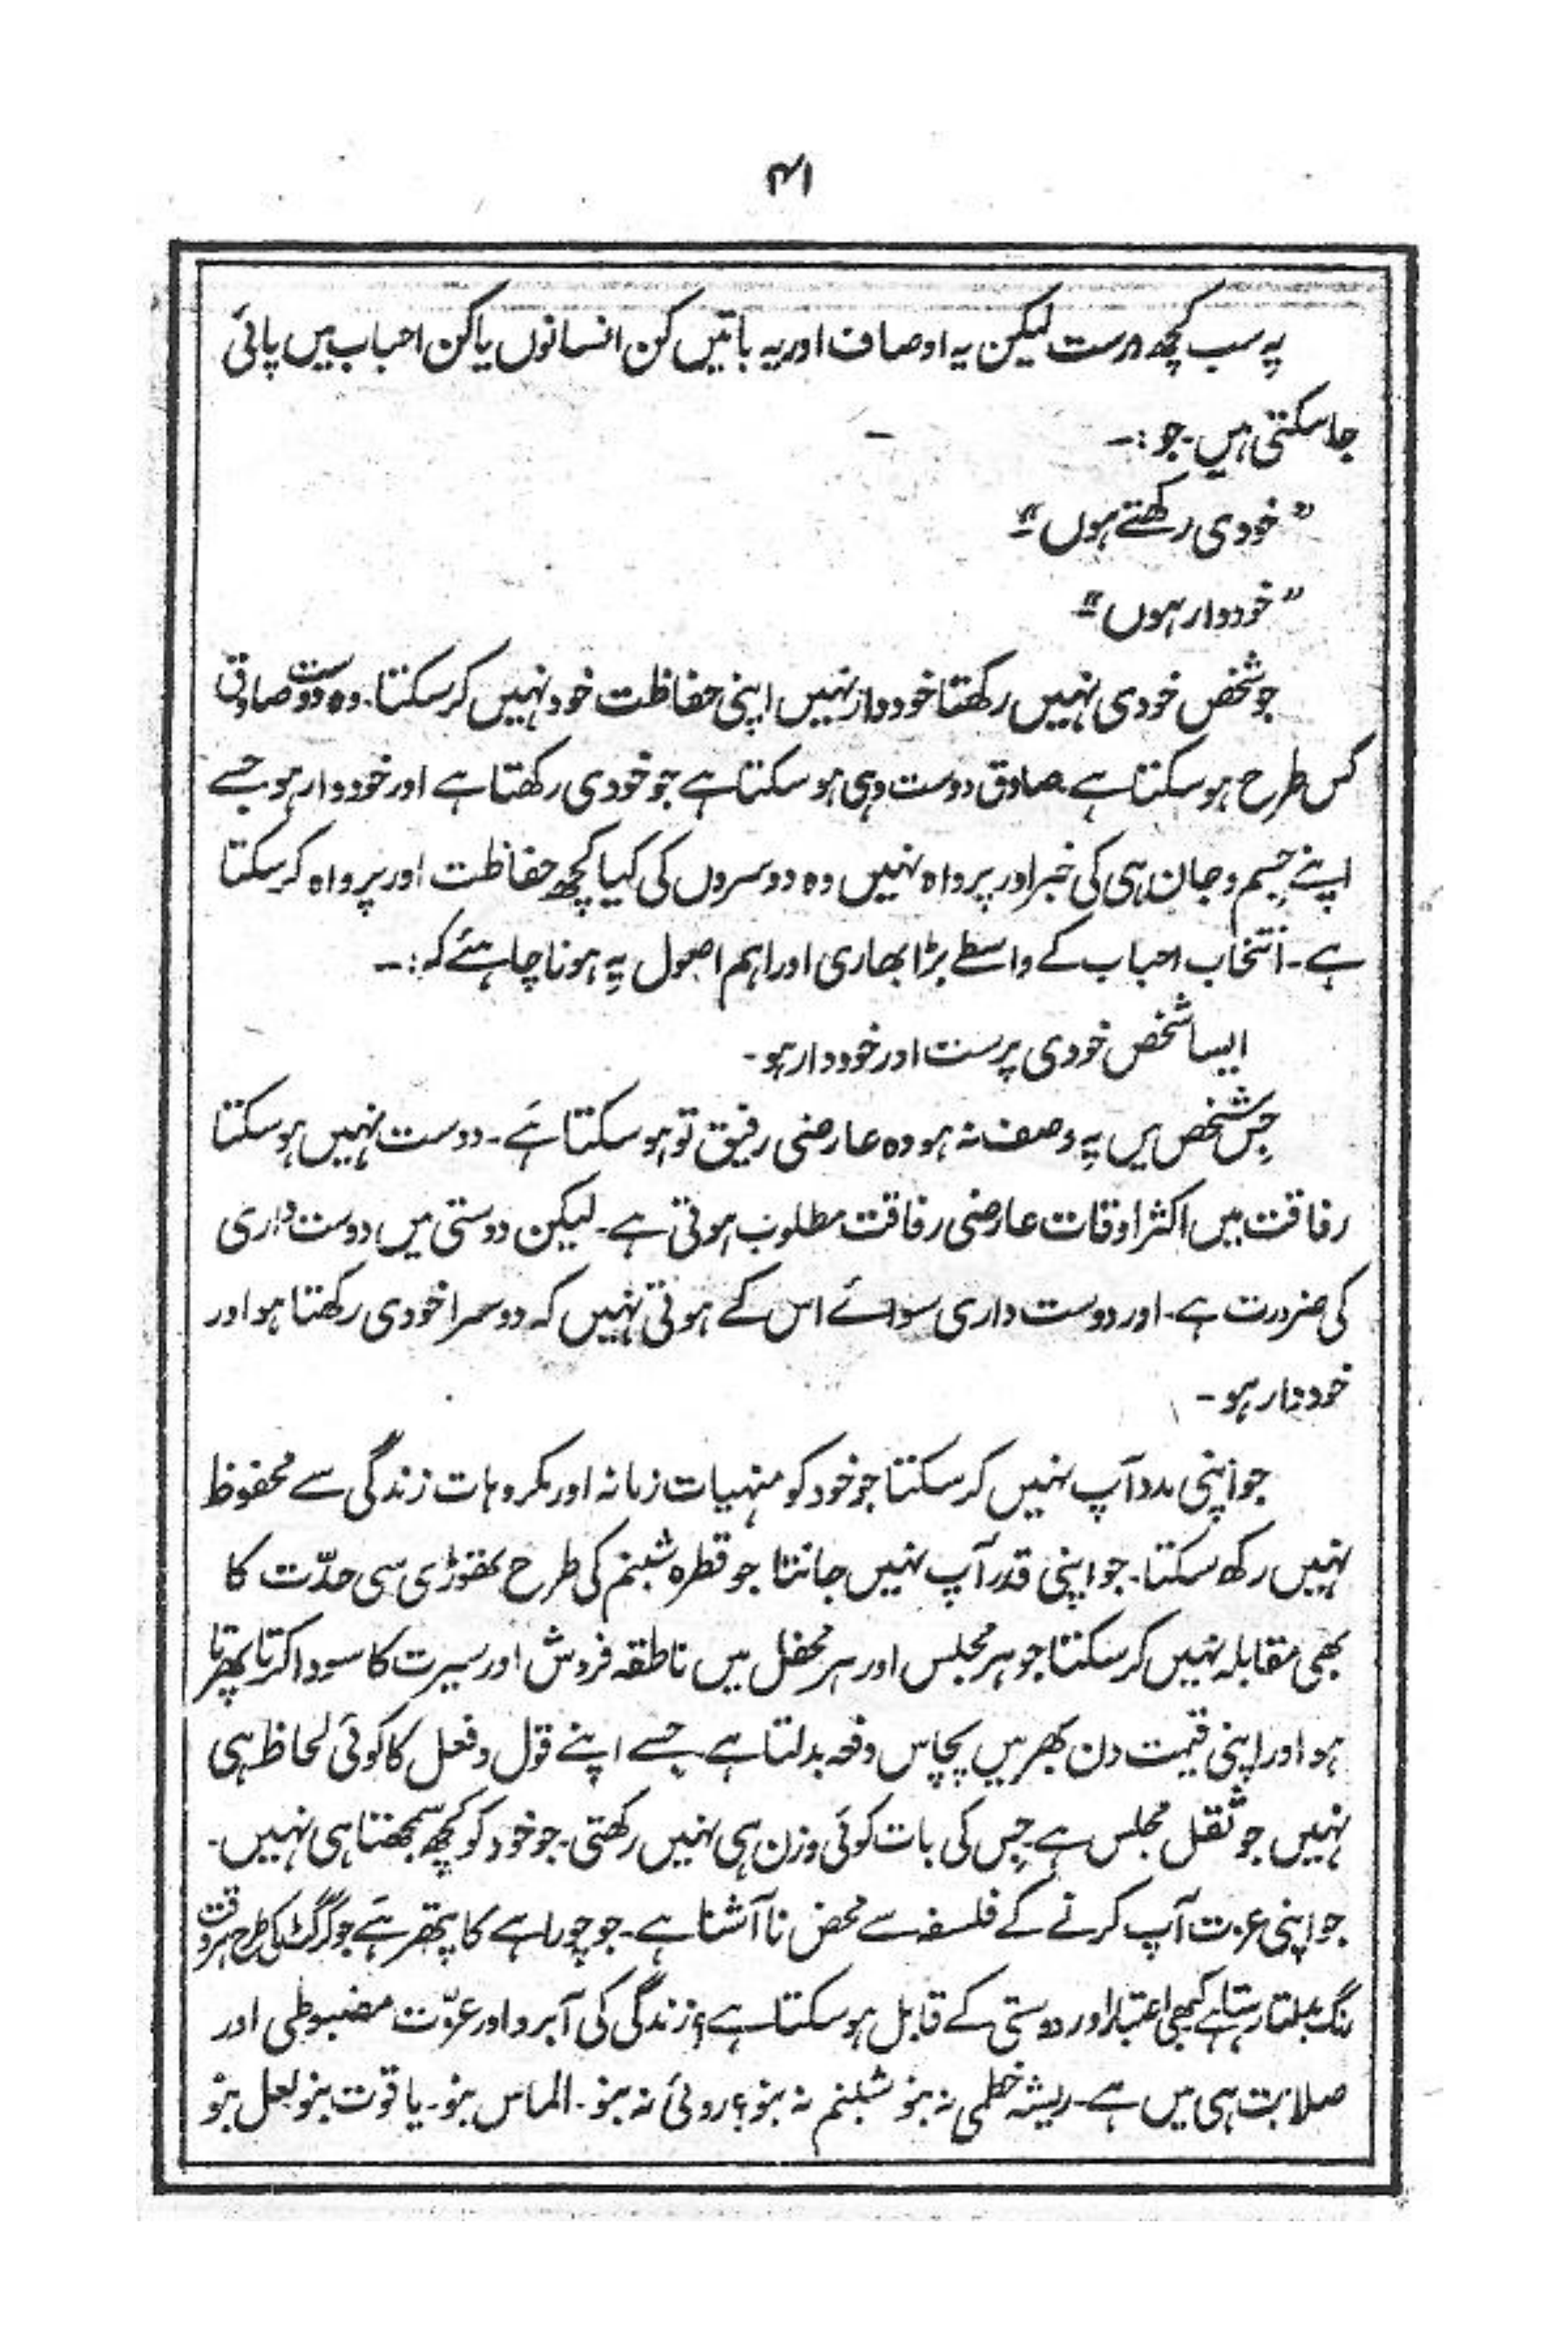 ۴۱
یہ سب کچھ درست لیکن یہ اوصاف اور یہ باتیں کن انسانوں یا کن احباب میں پائی
جا سکتی ہیں۔ جو :۔
”خودی رکھتے ہوں“۔
”خوددار ہوں“۔
جو شخص خودی نہیں رکھتا خوددار نہیں اپنی حفاظت خود نہیں کر سکتا۔ وہ دوست صادق
کس طرح ہو سکتا ہے۔ صادق دوست وہی ہو سکتا ہے جو خودی رکھتا ہے اور خوددار ہو جسے
اپنے جسم و جان ہی کی خبر اور پرواہ نہیں وہ دوسروں کی کیا کچھ حفاظت اور پرواہ کر سکتا
ہے۔ انتخاب احباب کے واسطے بڑا بھاری اور اہم اصول یہ ہونا چاہئے کہ :۔
ایسا شخص خودی پرست اور خوددار ہو۔
جس شخص میں یہ وصف نہ ہو وہ عارضی رفیق تو ہو سکتا ہے۔ دوست نہیں ہو سکتا
رفاقت میں اکثر اوقات عارضی رفاقت مطلوب ہوتی ہے۔ لیکن دوستی میں دوست داری
کی ضرورت ہے۔ اور دوست داری سوائے اس کے ہوتی نہیں کہ دوسرا خودی رکھتا ہو اور
خوددار ہو۔
جو اپنی مدد آپ نہیں کر سکتا جو خود کو منہیات زمانہ اور مکروہات زندگی سے محفوظ
نہیں رکھ سکتا۔ جو اپنی قدر آپ نہیں جانتا جو قطرہ شبنم کی طرح تھوڑی سی حدّت کا
بھی مقابلہ نہیں کر سکتا جو ہر مجلس اور ہر محفل میں ناطقہ فروش اور سیرت کا سودا کرتا پھرتا
ہو اور اپنی قیمت دن بھر میں پچاس دفعہ بدلتا ہے۔ جسے اپنے قول و فعل کا کوئی لحاظ ہی
نہیں جو نقل مجلس ہے جس کی بات کوئی وزن ہی نہیں رکھتی۔ جو خود کو کچھ سمجھتا ہی نہیں۔
جو اپنی عزت آپ کرنے کے فلسفہ سے محض نا آشنا ہے۔ جو چوراہے کا پتھر ہے جو گرگٹ کی طرح ہر وقت
رنگ بدلتا رہتا ہے کبھی اعتبار اور دوستی کے قابل ہو سکتا ہے؟ زندگی کی آبرو اور عزّت مضبوطی اور
صلابت ہی میں ہے۔ ریشہ خطمی نہ بنو شبنم نہ بنو؟ روئی نہ بنو۔ الماس بنو۔ یاقوت بنو لعل بنو